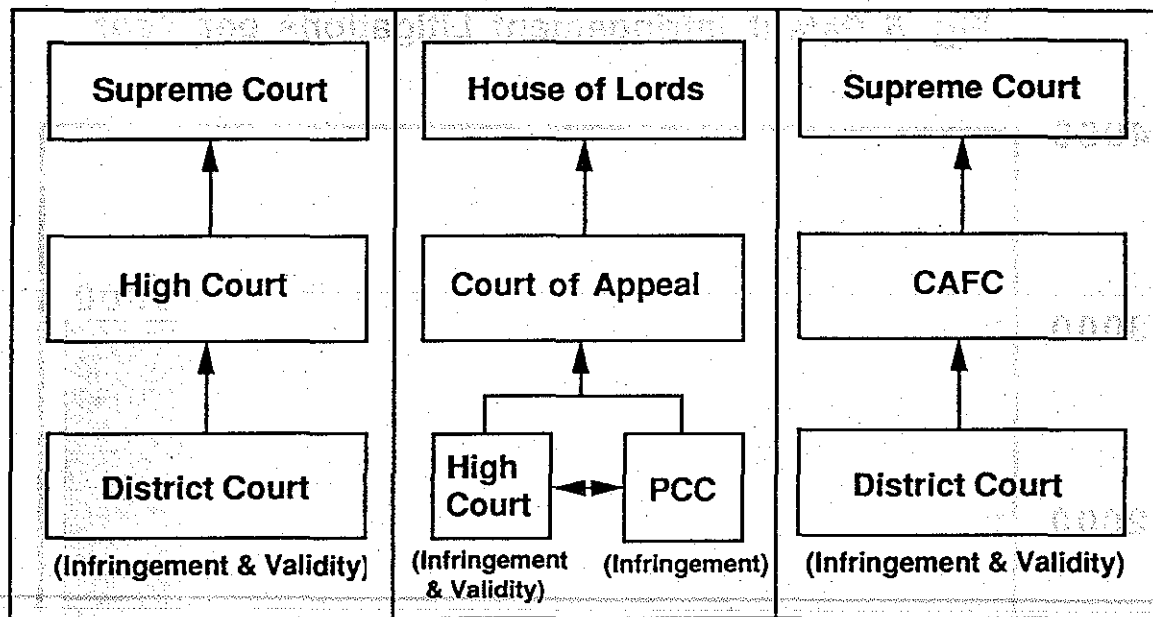 Supreme Court
High Court
District Court
(Infringement & Validity)
House of Lords
Court of Appeal
High
Court
PCC
(Infringement
& Validity)
(Infringement)
Supreme Court
CAFC
District Court
(Infringement & Validity)